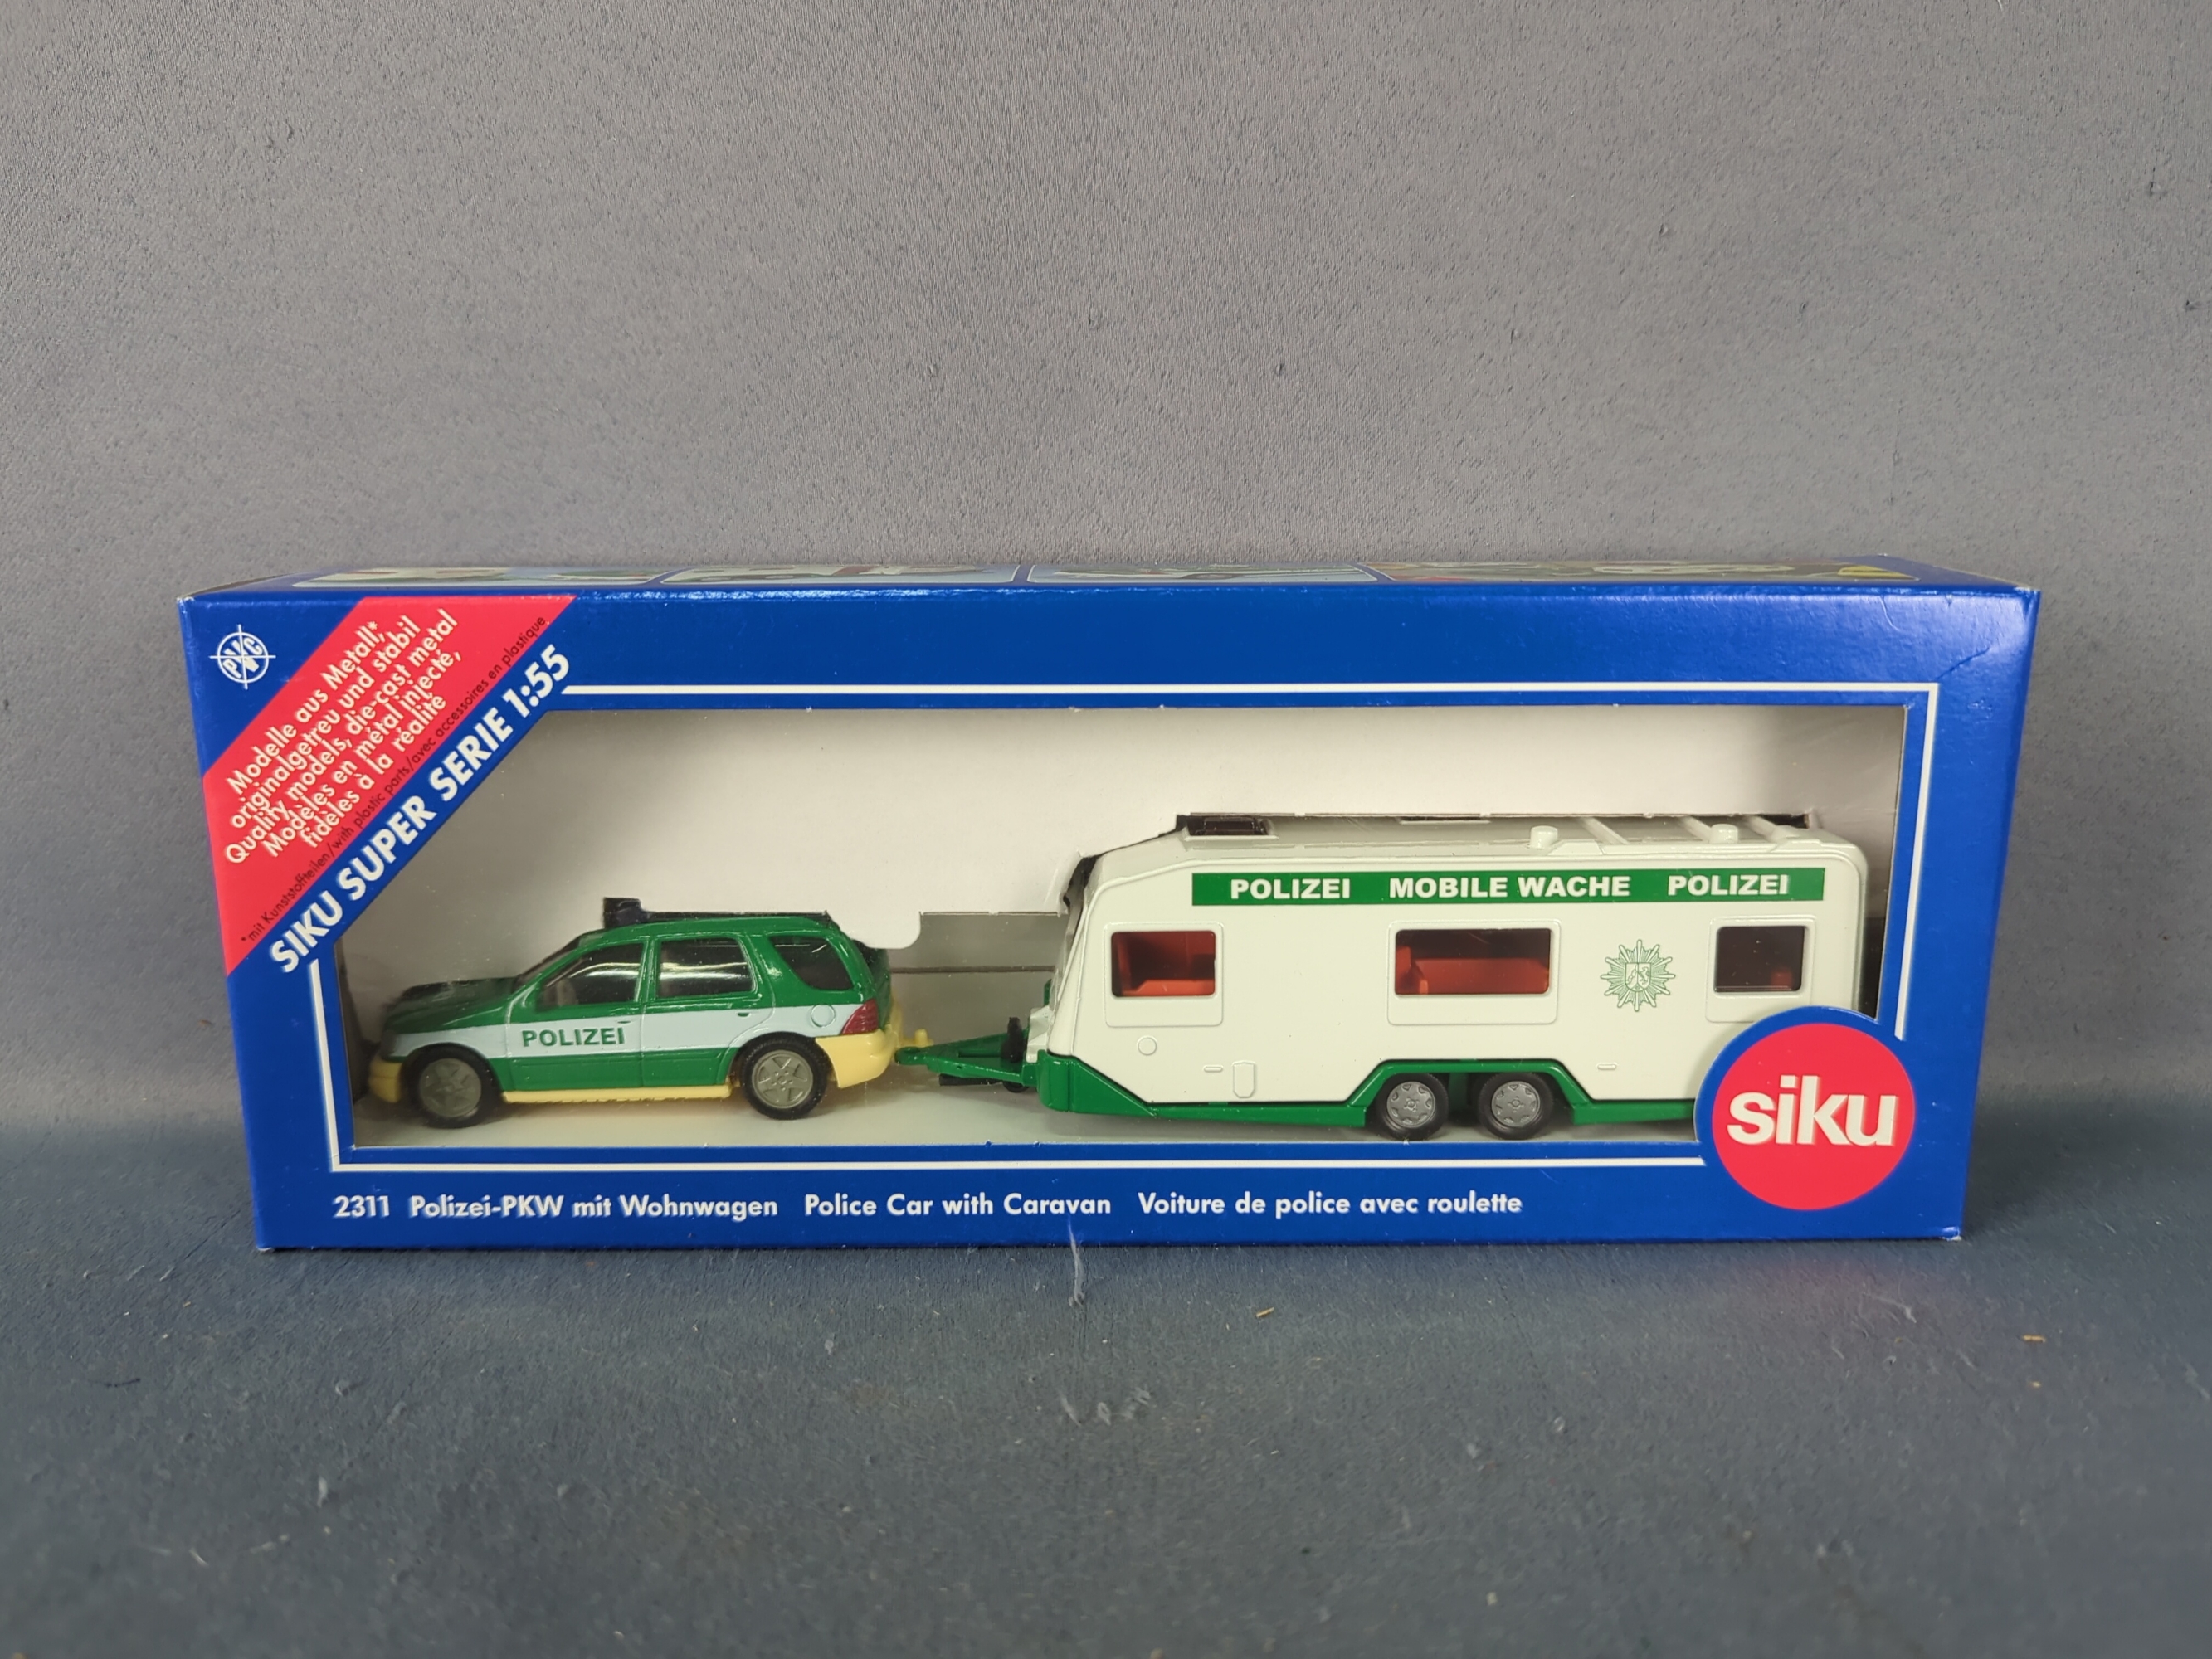 PVC
Modelle aus Metall,*
originalgetreu und stabil
Quality models, die-cast metal
Modèles en métal injecté,
fidèles à la réalité
*mit Kunststoffteilen/with plastic parts/avec accessoires en plastique
SIKU SUPER SERIE 1:55
POLIZEI MOBILE WACHE POLIZEI
POLIZEI
siku
2311 Polizei-PKW mit Wohnwagen Police Car with Caravan Voiture de police avec roulette